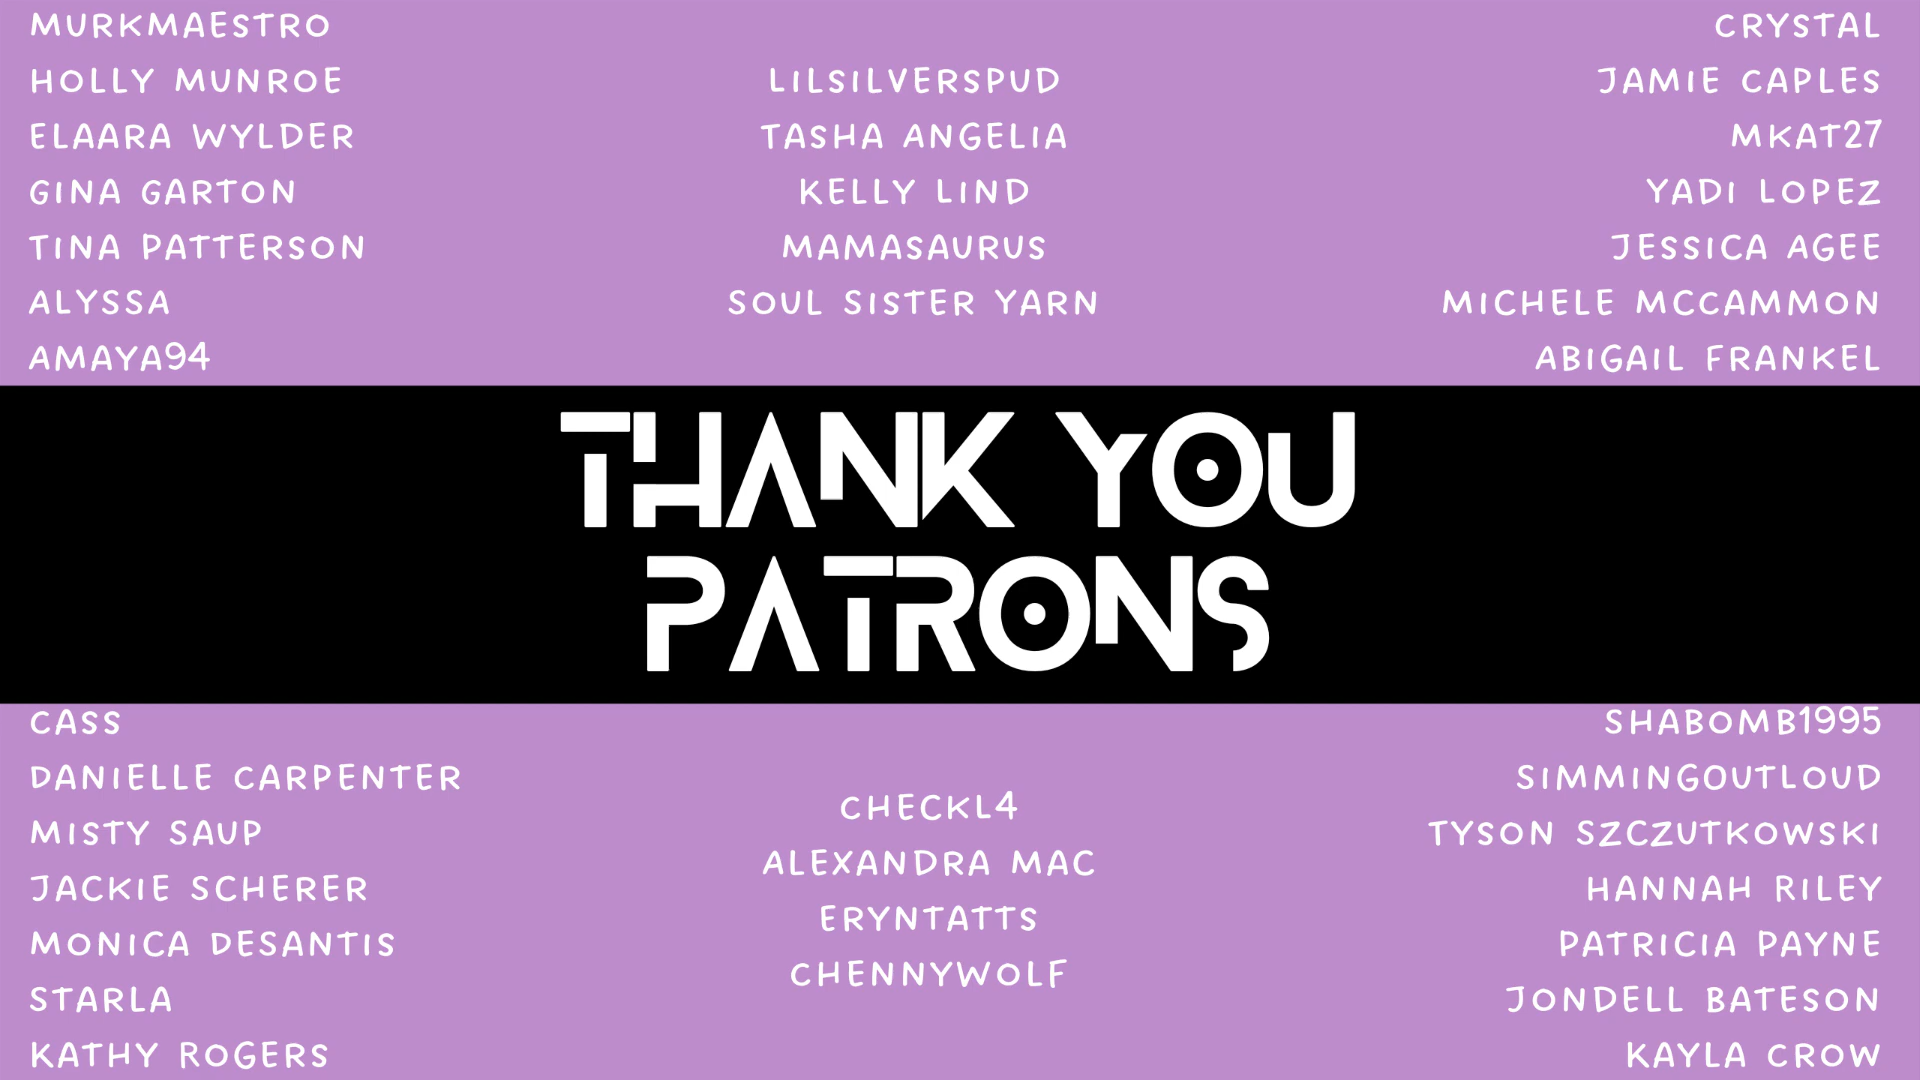 MURKMAESTRO
HOLLY MUNROE
ELAARA WYLDER
GINA GARTON
TINA PATTERSON
ALYSSA
AMAYA94
LILSILVERSPUD
TASHA ANGELIA
KELLY LIND
MAMASAURUS
SOUL SISTER YARN
CRYSTAL
JAMIE CAPLES
MKAT27
YADI LOPEZ
JESSICA AGEE
MICHELE MCCAMMON
ABIGAIL FRANKEL
THANK YOU
PATRONS
CASS
DANIELLE CARPENTER
MISTY SAUP
JACKIE SCHERER
MONICA DESANTIS
STARLA
KATHY ROGERS
CHECKL4
ALEXANDRA MAC
ERYNTATTS
CHENNYWOLF
SHABOMB1995
SIMMINGOUTLOUD
TYSON SZCZUTKOWSKI
HANNAH RILEY
PATRICIA PAYNE
JONDELL BATESON
KAYLA CROW